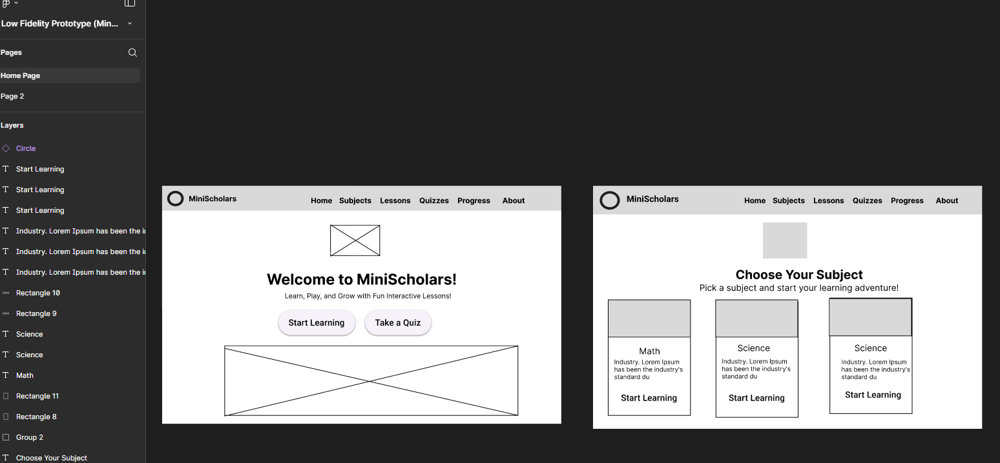 Low Fidelity Prototype (Min...
Pages
Home Page
Page 2
Layers
Circle
Start Learning
Start Learning
Start Learning
Industry. Lorem Ipsum has been the i
Industry. Lorem Ipsum has been the i
Industry. Lorem Ipsum has been the i
Rectangle 10
Rectangle 9
Science
Science
Math
Rectangle 11
Rectangle 8
Group 2
Choose Your Subject
MiniScholars
Home Subjects Lessons Quizzes Progress About
Welcome to MiniScholars!
Learn, Play, and Grow with Fun Interactive Lessons!
Start Learning
Take a Quiz
MiniScholars
Home Subjects Lessons Quizzes Progress About
Choose Your Subject
Pick a subject and start your learning adventure!
Math
Industry. Lorem Ipsum
has been the industry's
standard du
Start Learning
Science
Industry. Lorem Ipsum
has been the industry's
standard du
Start Learning
Science
Industry. Lorem Ipsum
has been the industry's
standard du
Start Learning